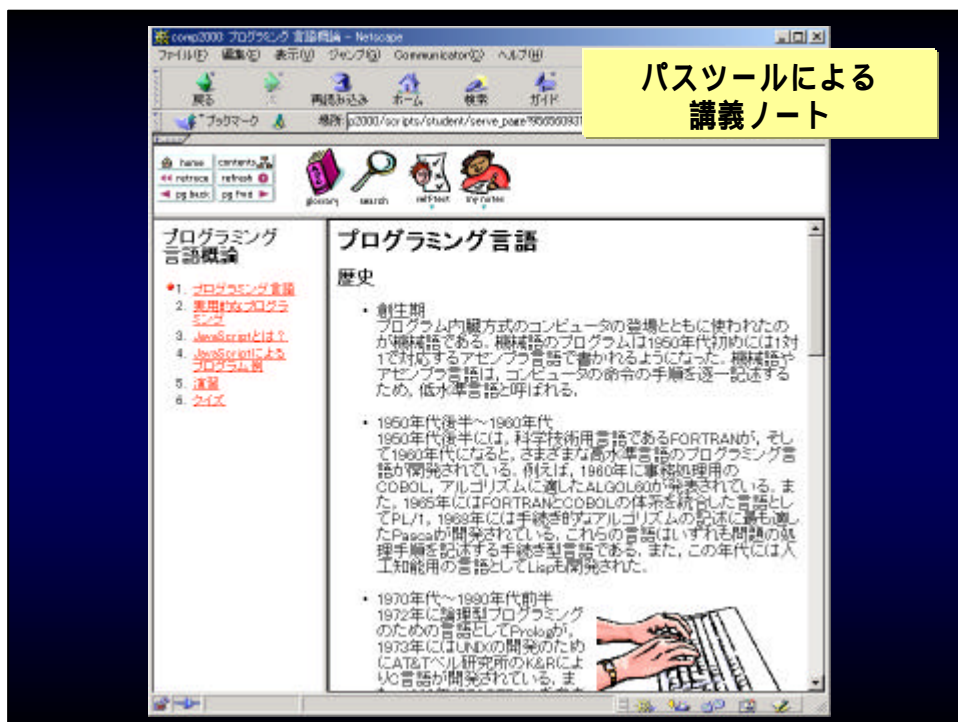 comp2000 プログラミング 言語概論 - Netscape
ファイル(F) 編集(E) 表示(V) ジャンプ(G) Communicator(C) ヘルプ(H)
パスツールによる
講義ノート
戻る 再読み込み ホーム 検索 ガイド
ブックマーク 場所:
home contents
retrace refresh
pg back pg fwd
glossary search self-test my notes
プログラミング
言語概論
1. プログラミング言語
2. 実用的なプログラ
ミング
3. JavaScriptとは?
4. JavaScriptによる
プログラム例
5. 演習
6. クイズ
プログラミング言語
歴史
• 創生期
プログラム内臓方式のコンピュータの登場とともに使われたの
が機械語である。機械語のプログラムは1950年代初めには1対
1で対応するアセンブラ言語で書かれるようになった。機械語や
アセンブラ言語は, コンピュータの命令の手順を逐一記述する
ため, 低水準言語と呼ばれる.
• 1950年代後半～1960年代
1950年代後半には, 科学技術用言語であるFORTRANが, そし
て1960年代になると, さまざまな高水準言語のプログラミング言
語が開発されている. 例えば, 1960年に事務処理用の
COBOL, アルゴリズムに適したALGOL60が発表されている. ま
た, 1965年にはFORTRANとCOBOLの体系を統合した言語とし
てPL/1, 1968年には手続き的なアルゴリズムの記述に最も適し
たPascalが開発されている. これらの言語はいずれも問題の処
理手順を記述する手続き型言語である. また, この年代には人
工知能用の言語としてLispも開発された.
• 1970年代～1990年代前半
1972年に論理型プログラミング
のための言語としてPrologが,
1973年にはUNIXの開発のため
にAT&Tベル研究所のK&Rによ
りC言語が開発されている. ま